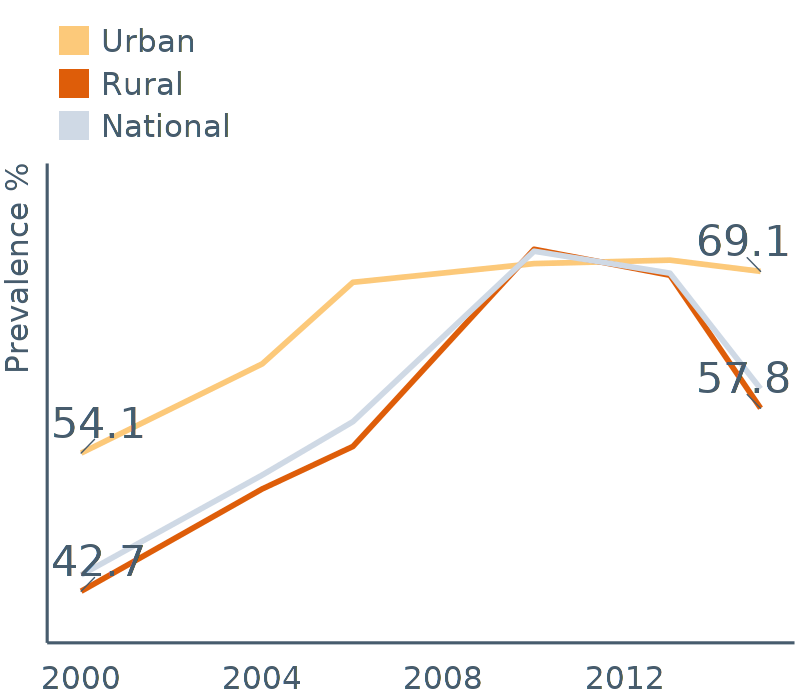 Urban
Rural
National
Prevalence %
69.1
57.8
54.1
42.7
2000 2004 2008 2012